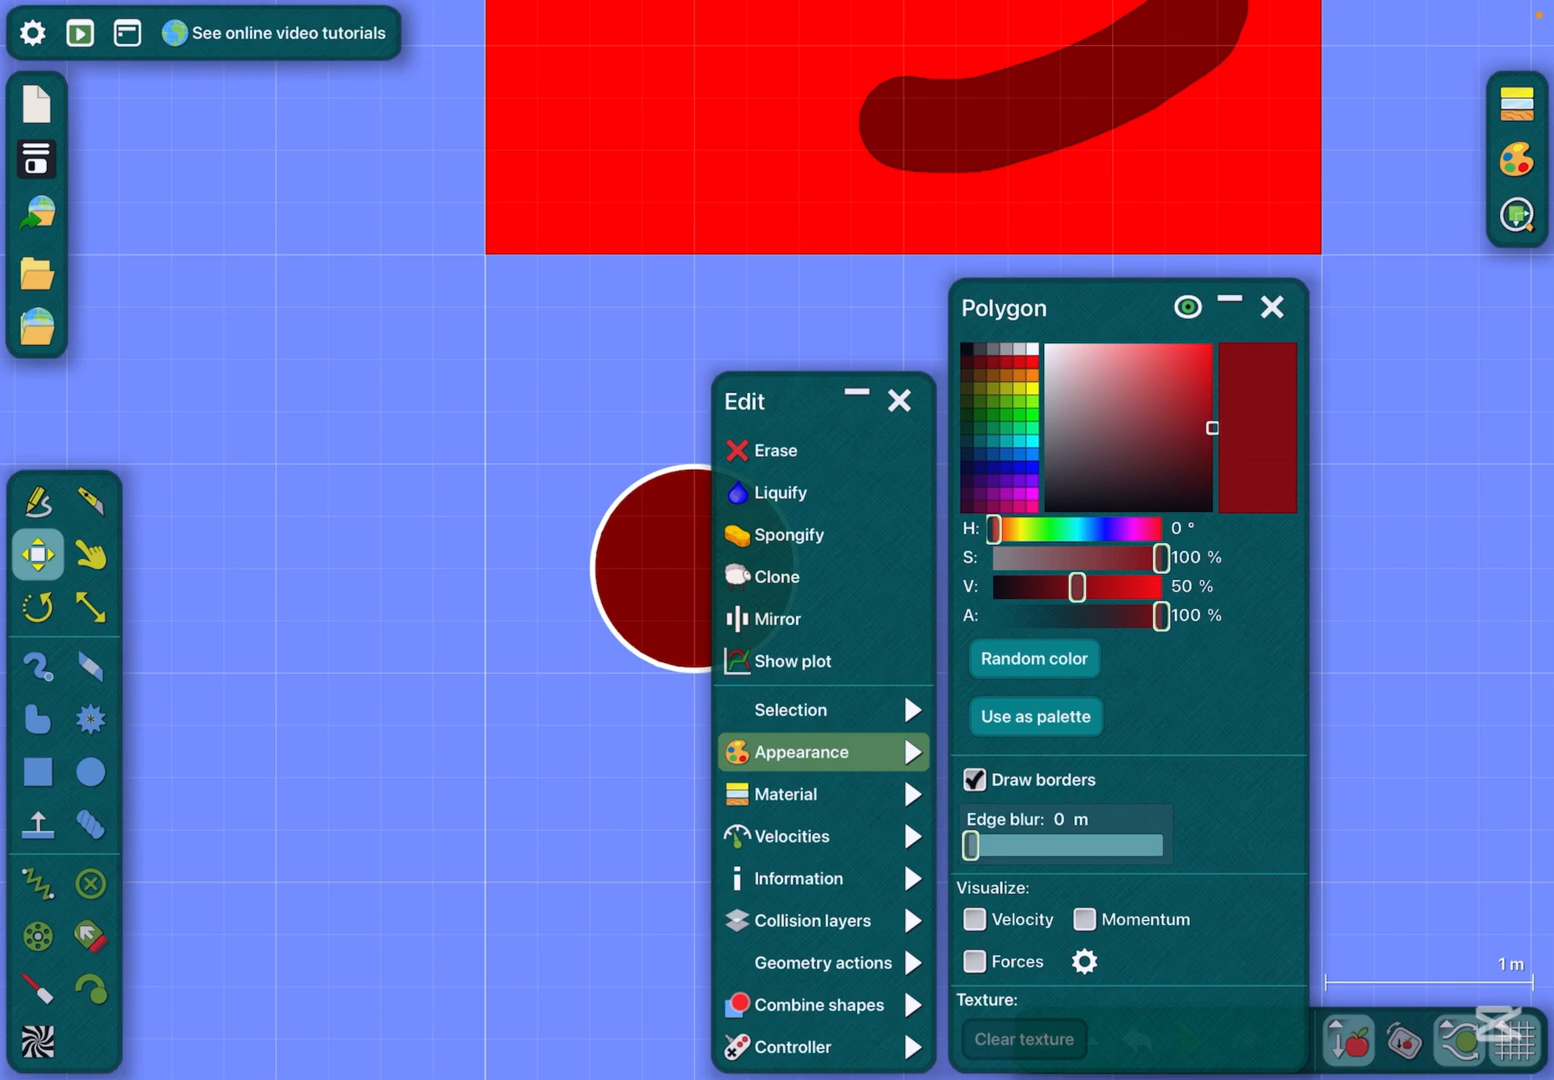 See online video tutorials
Polygon
H: 0 °
S: 100 %
V: 50 %
A: 100 %
Random color
Use as palette
Draw borders
Edge blur: 0 m
Visualize:
Velocity Momentum
Forces
Texture:
Clear texture
Edit
Erase
Liquify
Spongify
Clone
Mirror
Show plot
Selection
Appearance
Material
Velocities
Information
Collision layers
Geometry actions
Combine shapes
Controller
1 m